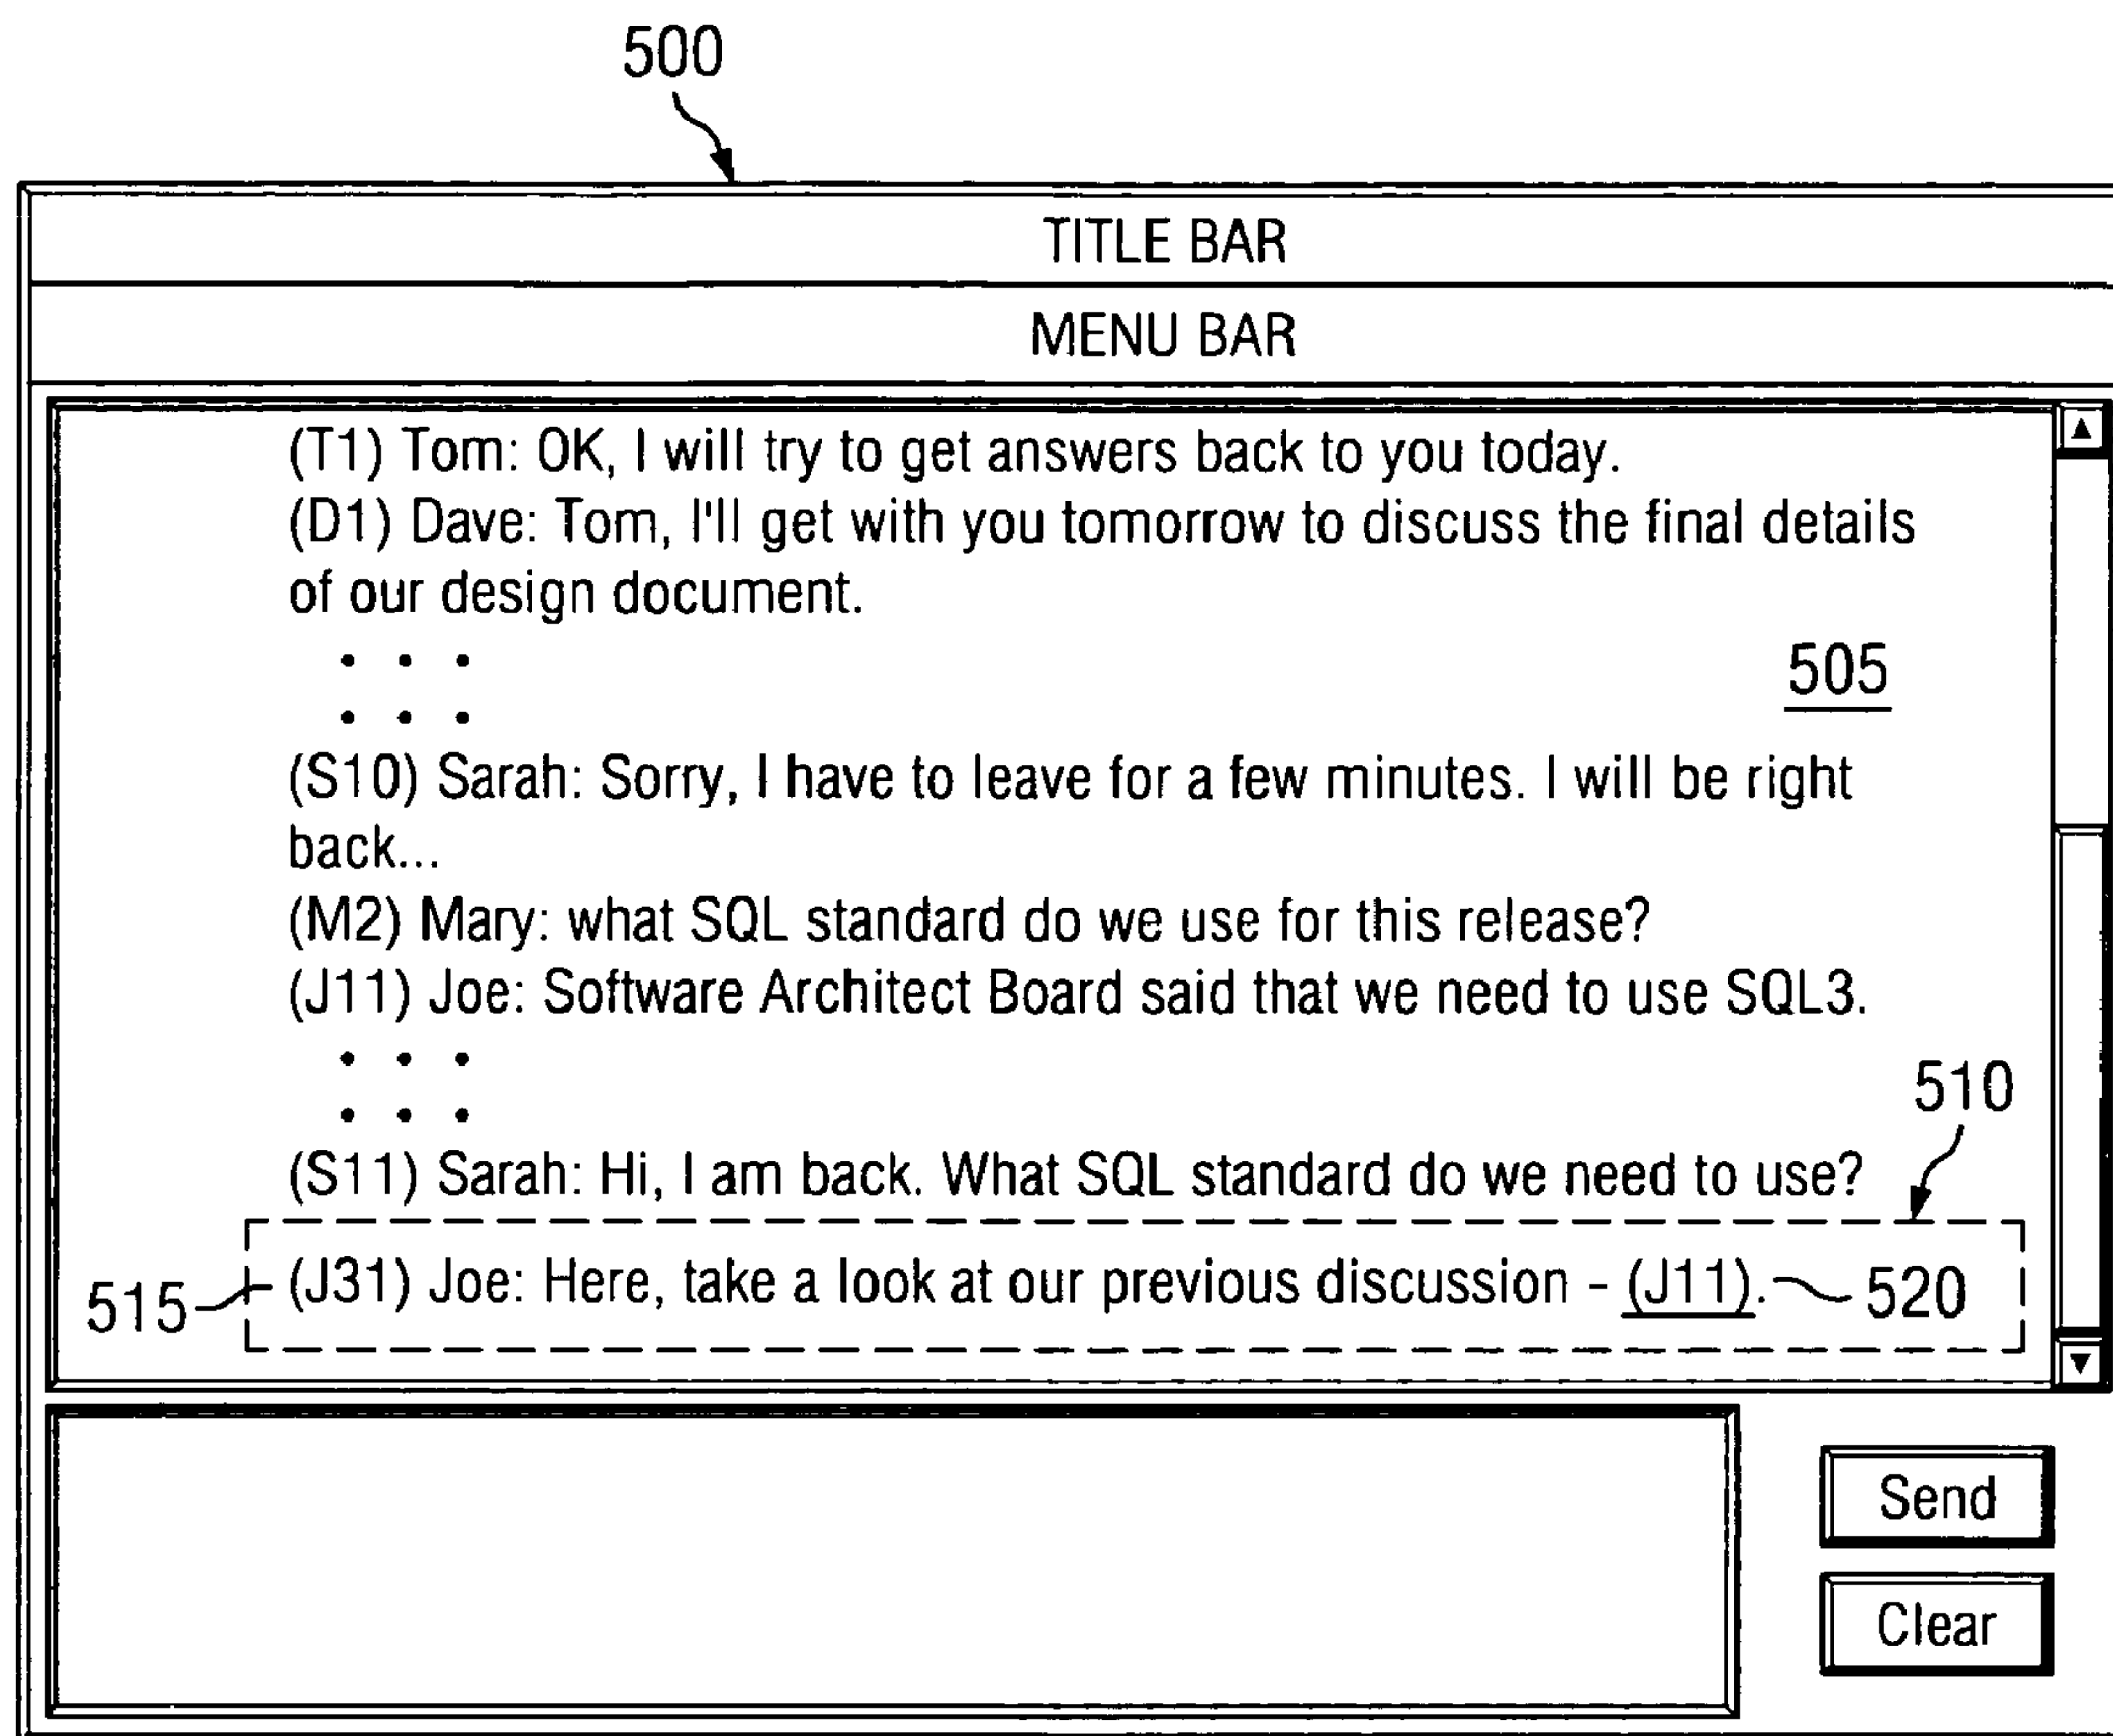 500
TITLE BAR
MENU BAR
(T1) Tom: OK, I will try to get answers back to you today.
(D1) Dave: Tom, I'll get with you tomorrow to discuss the final details
of our design document.
. . .
. . .
505
(S10) Sarah: Sorry, I have to leave for a few minutes. I will be right
back...
(M2) Mary: what SQL standard do we use for this release?
(J11) Joe: Software Architect Board said that we need to use SQL3.
. . .
. . .
510
(S11) Sarah: Hi, I am back. What SQL standard do we need to use?
515 (J31) Joe: Here, take a look at our previous discussion - (J11). 520
Send
Clear